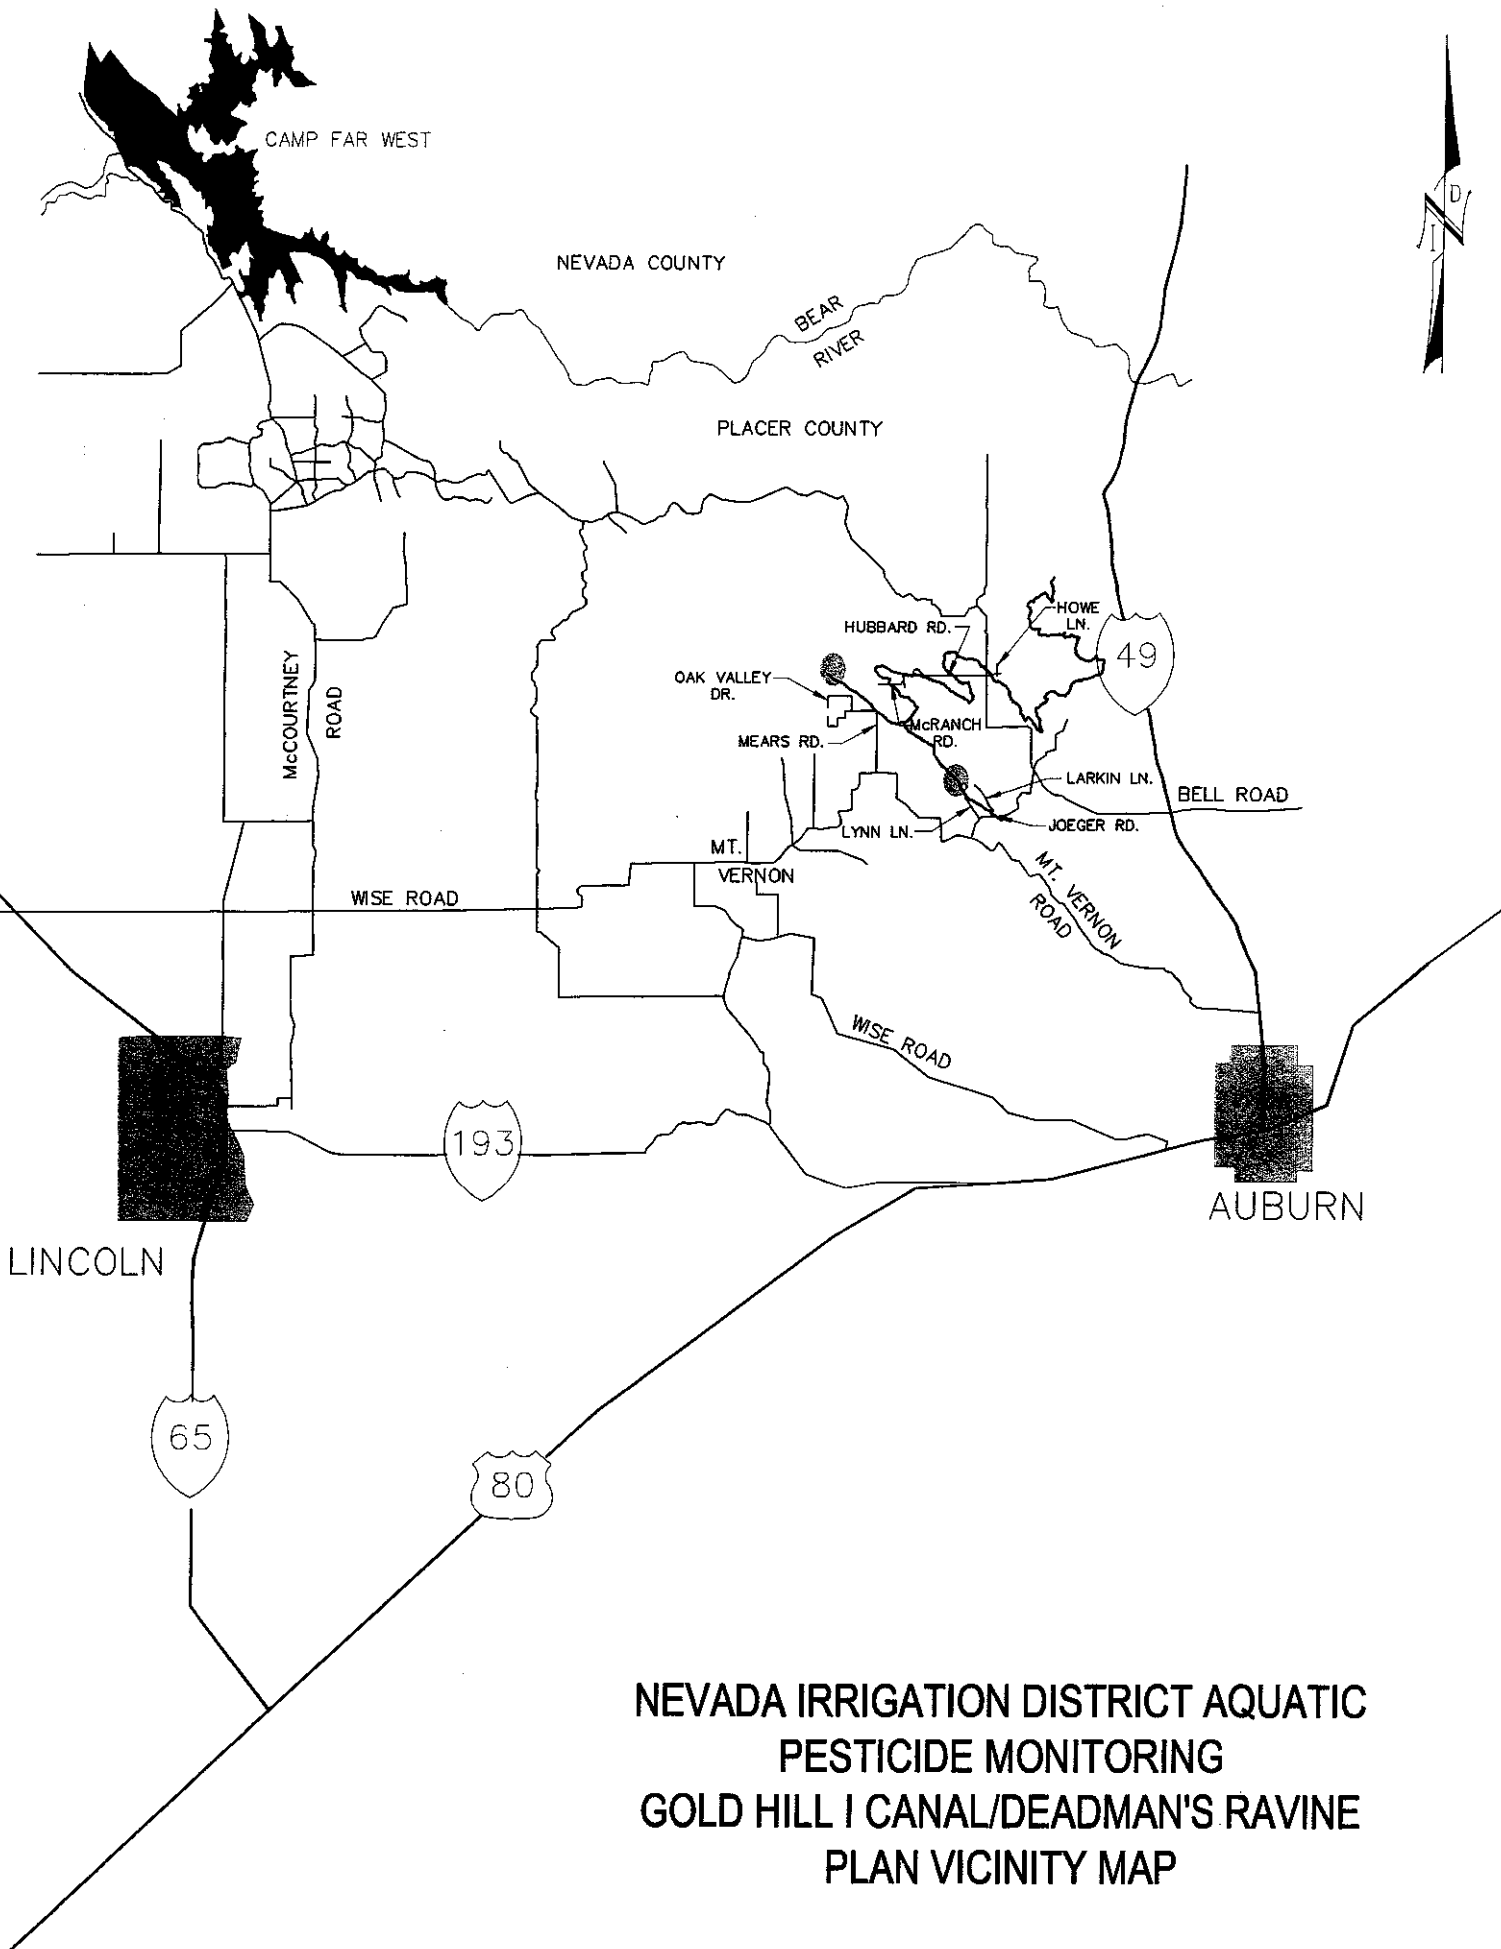 CAMP FAR WEST
D
I
NEVADA COUNTY
BEAR
RIVER
PLACER COUNTY
HOWE
LN.
HUBBARD RD.
49
OAK VALLEY
DR.
McCOURTNEY
ROAD
McRANCH
RD.
MEARS RD.
LARKIN LN.
BELL ROAD
LYNN LN.
JOEGER RD.
MT.
VERNON
MT. VERNON
ROAD
WISE ROAD
WISE ROAD
193
AUBURN
LINCOLN
65
80
NEVADA IRRIGATION DISTRICT AQUATIC
PESTICIDE MONITORING
GOLD HILL I CANAL/DEADMAN'S RAVINE
PLAN VICINITY MAP